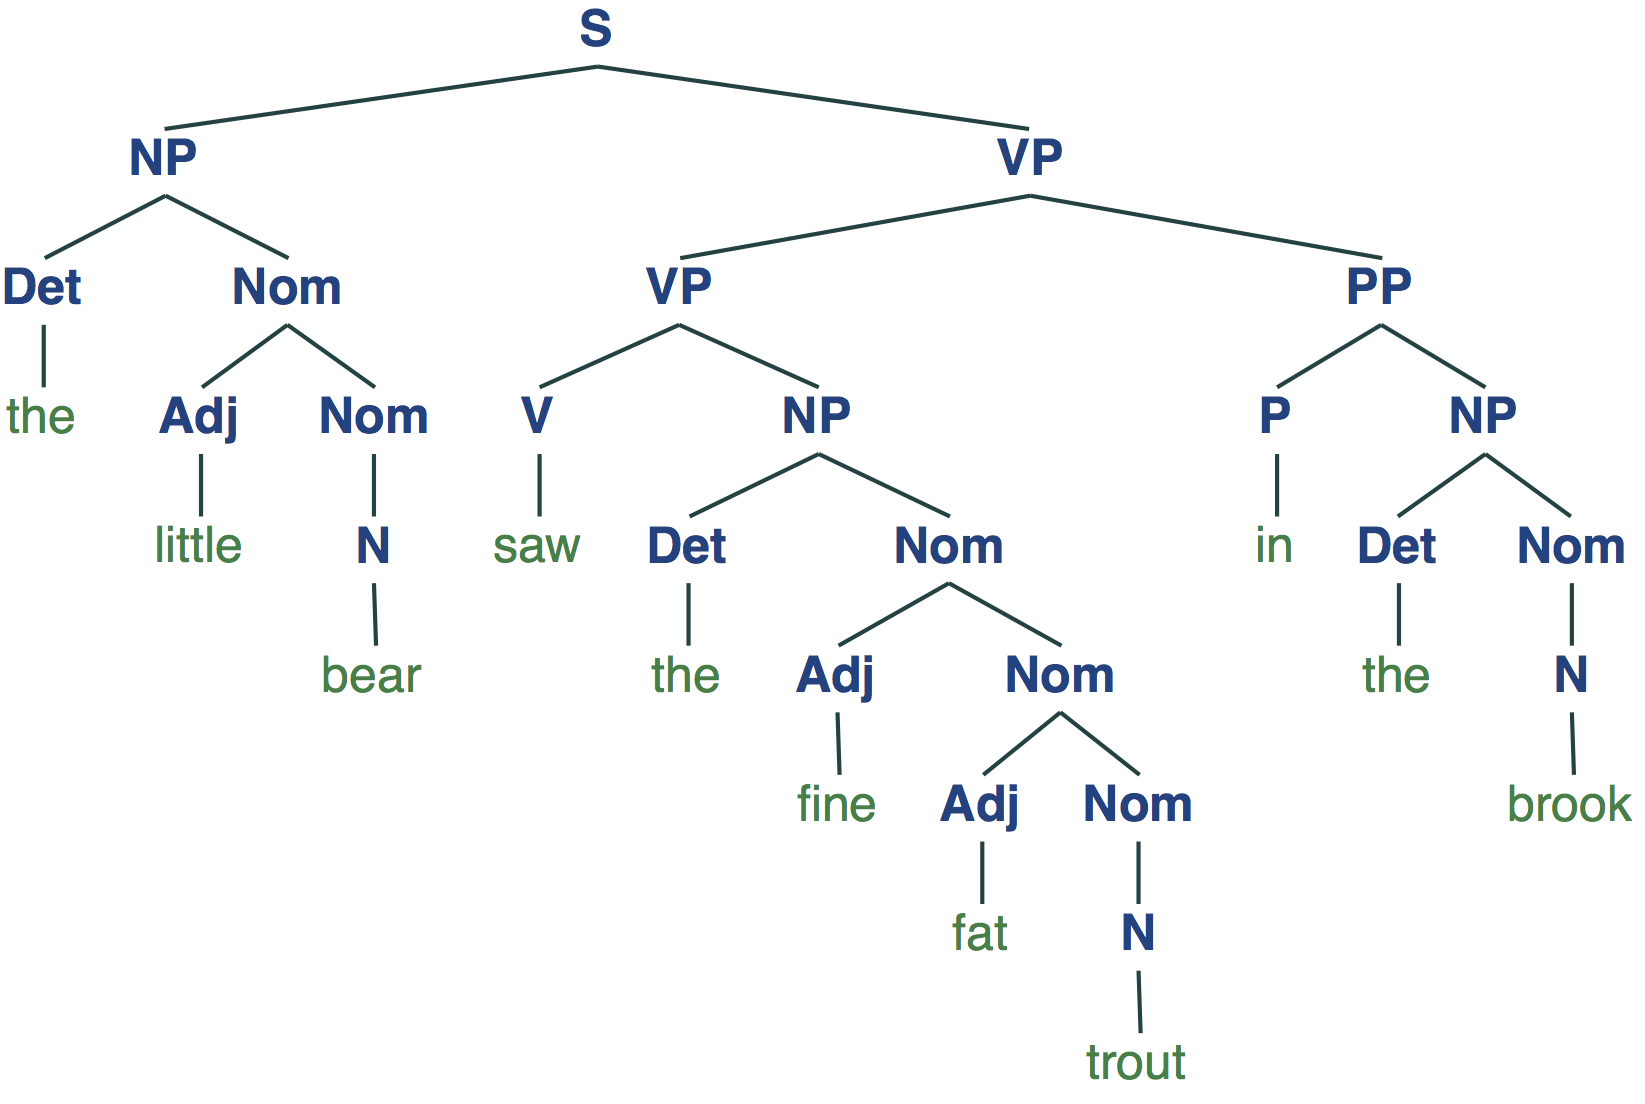 S
NP VP
Det Nom VP PP
the Adj Nom V NP P NP
little N saw Det Nom in Det Nom
bear the Adj Nom the N
fine Adj Nom brook
fat N
trout